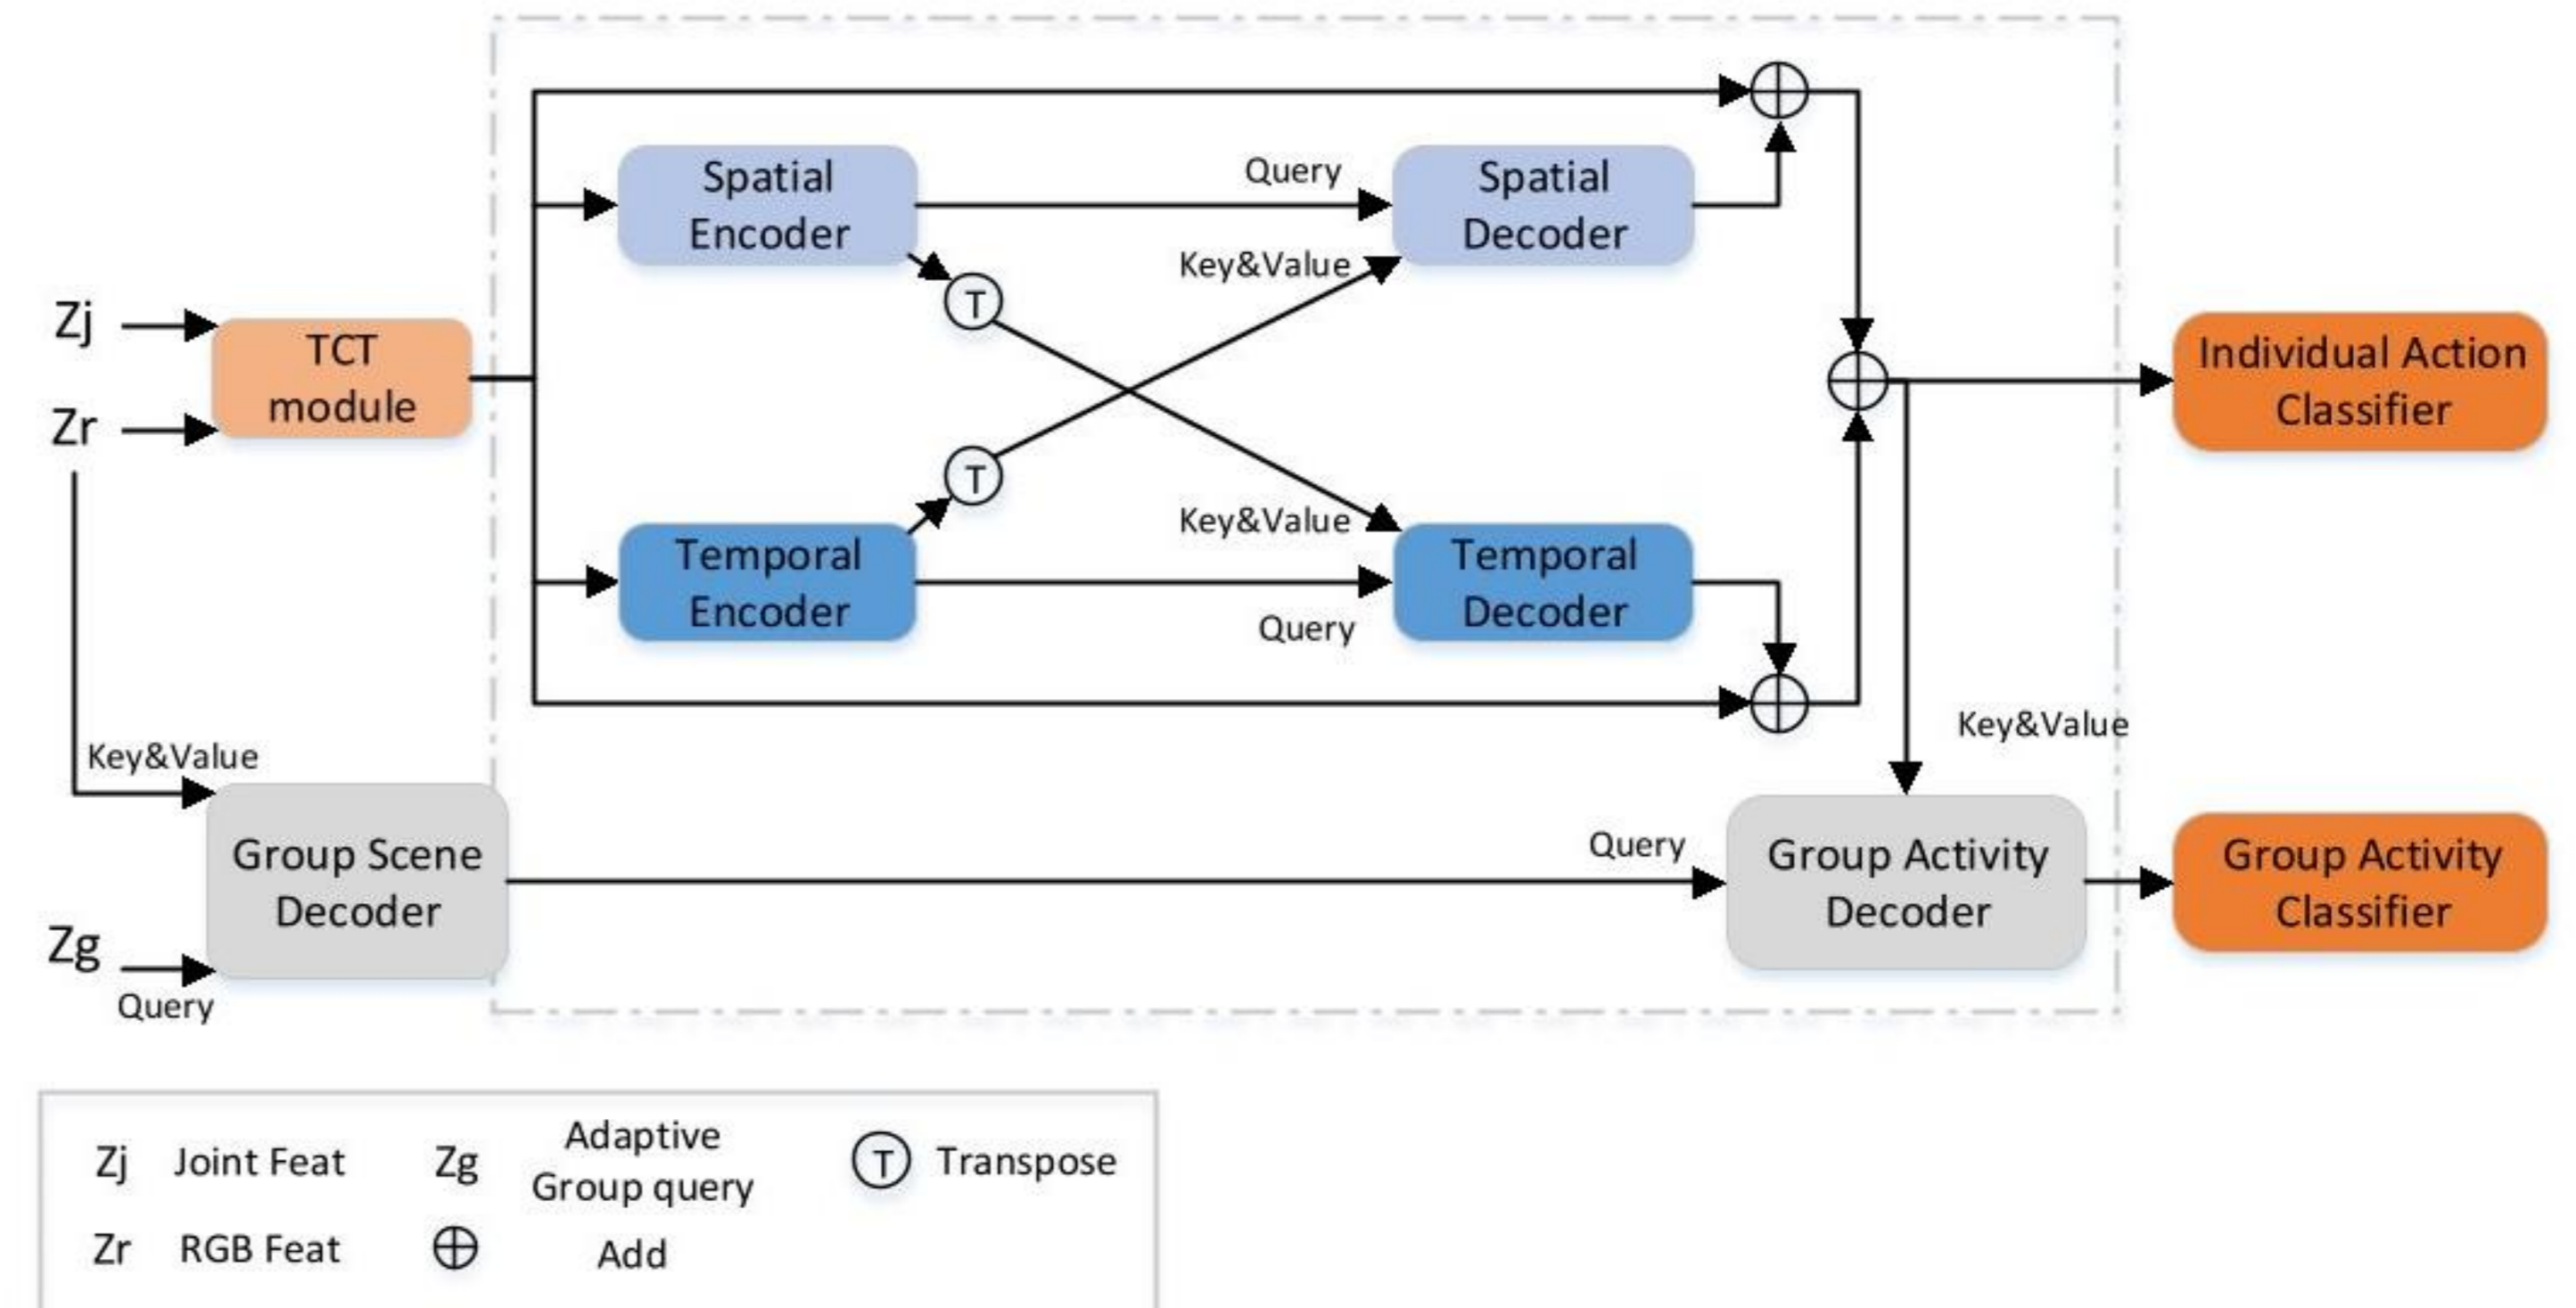 Spatial
Encoder
Query
Spatial
Decoder
Key&Value
T
Zj
Zr
TCT
module
Individual Action
Classifier
T
Key&Value
Temporal
Encoder
Query
Temporal
Decoder
Key&Value
Key&Value
Group Scene
Decoder
Zg
Query
Query
Group Activity
Decoder
Group Activity
Classifier
Zj Joint Feat
Zg Adaptive
Group query
T Transpose
Zr RGB Feat
Add